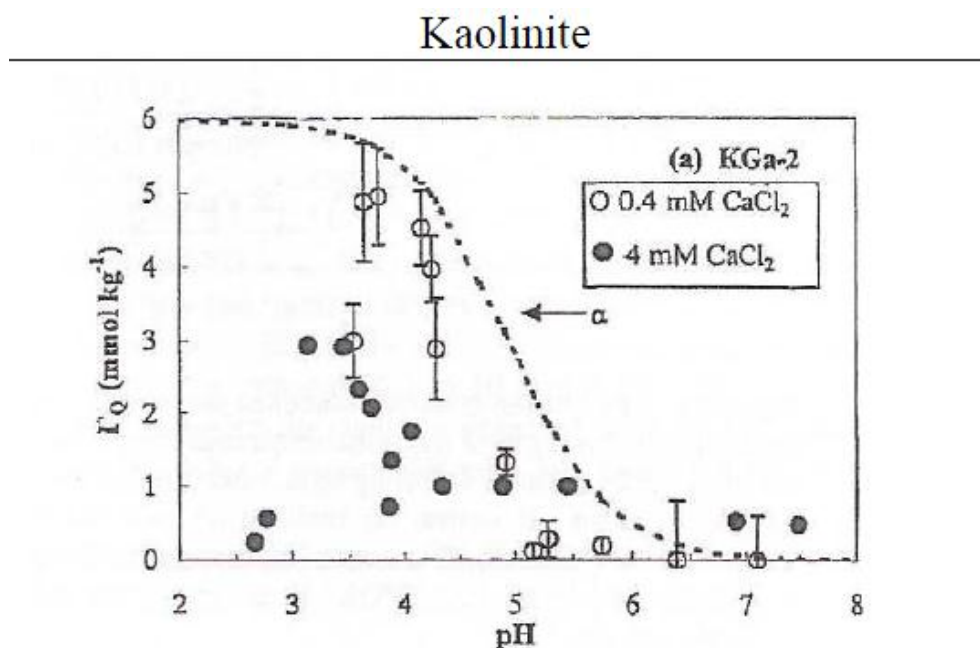 Kaolinite
(a) KGa-2
0.4 mM CaCl₂
4 mM CaCl₂
α
Γ_Q (mmol kg⁻¹)
6
5
4
3
2
1
0
2 3 4 5 6 7 8
pH